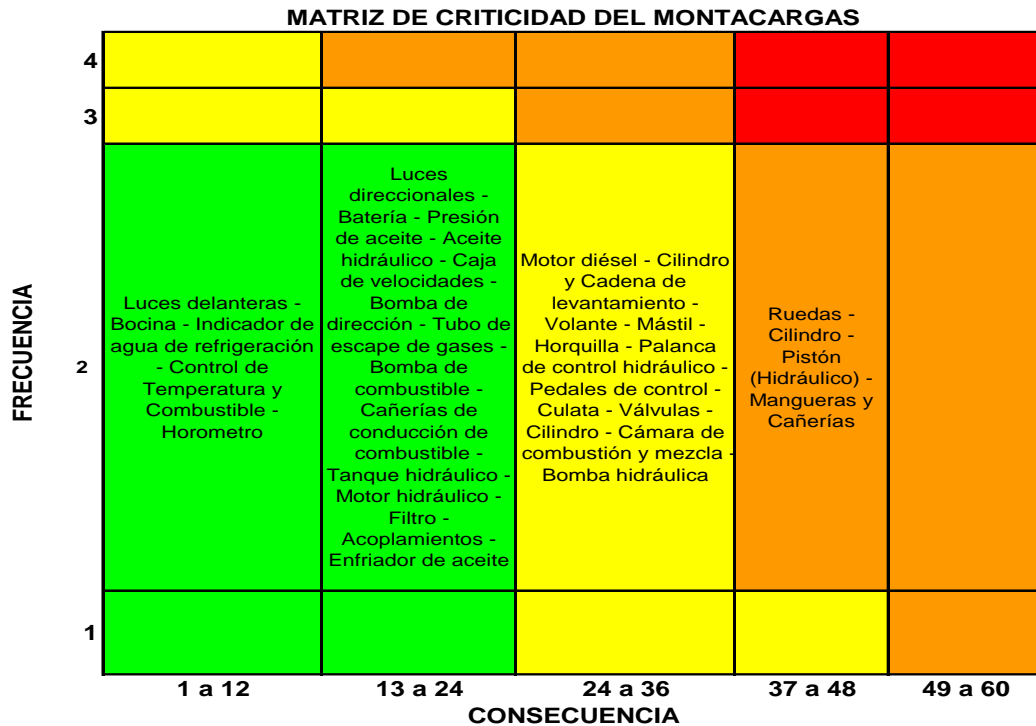 MATRIZ DE CRITICIDAD DEL MONTACARGAS
FRECUENCIA
4
3
2
Luces delanteras -
Bocina - Indicador de
agua de refrigeración
- Control de
Temperatura y
Combustible -
Horometro
Luces
direccionales -
Batería - Presión
de aceite - Aceite
hidráulico - Caja
de velocidades -
Bomba de
dirección - Tubo de
escape de gases -
Bomba de
combustible -
Cañerías de
conducción de
combustible -
Tanque hidráulico -
Motor hidráulico -
Filtro -
Acoplamientos -
Enfriador de aceite
Motor diésel - Cilindro
y Cadena de
levantamiento -
Volante - Mástil -
Horquilla - Palanca
de control hidráulico -
Pedales de control -
Culata - Válvulas -
Cilindro - Cámara de
combustión y mezcla -
Bomba hidráulica
Ruedas -
Cilindro -
Pistón
(Hidráulico) -
Mangueras y
Cañerías
1
1 a 12
13 a 24
24 a 36
37 a 48
49 a 60
CONSECUENCIA